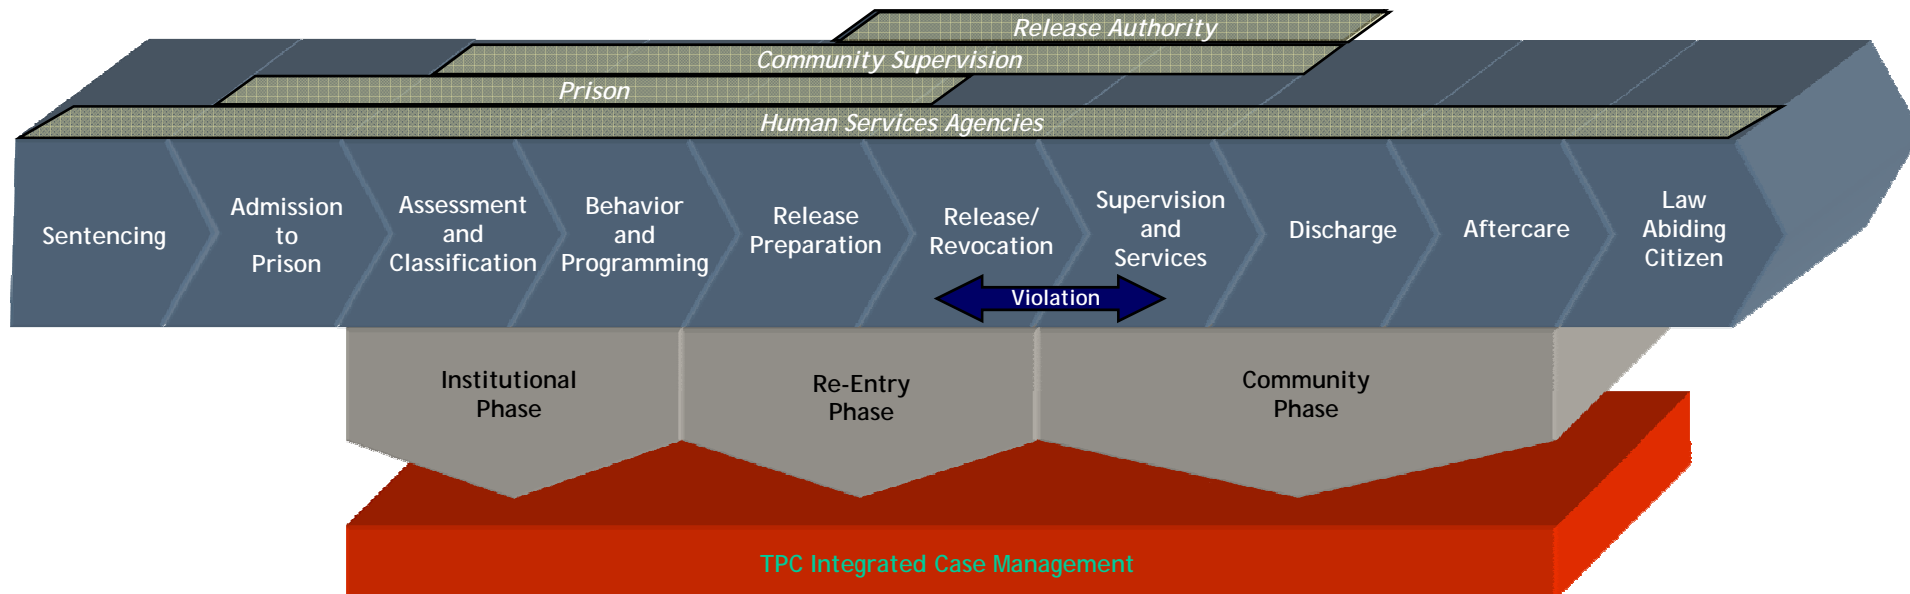 Release Authority
Community Supervision
Prison
Human Services Agencies
Sentencing
Admission
to
Prison
Assessment
and
Classification
Behavior
and
Programming
Release
Preparation
Release/
Revocation
Supervision
and
Services
Discharge
Aftercare
Law
Abiding
Citizen
Violation
Institutional
Phase
Re-Entry
Phase
Community
Phase
TPC Integrated Case Management